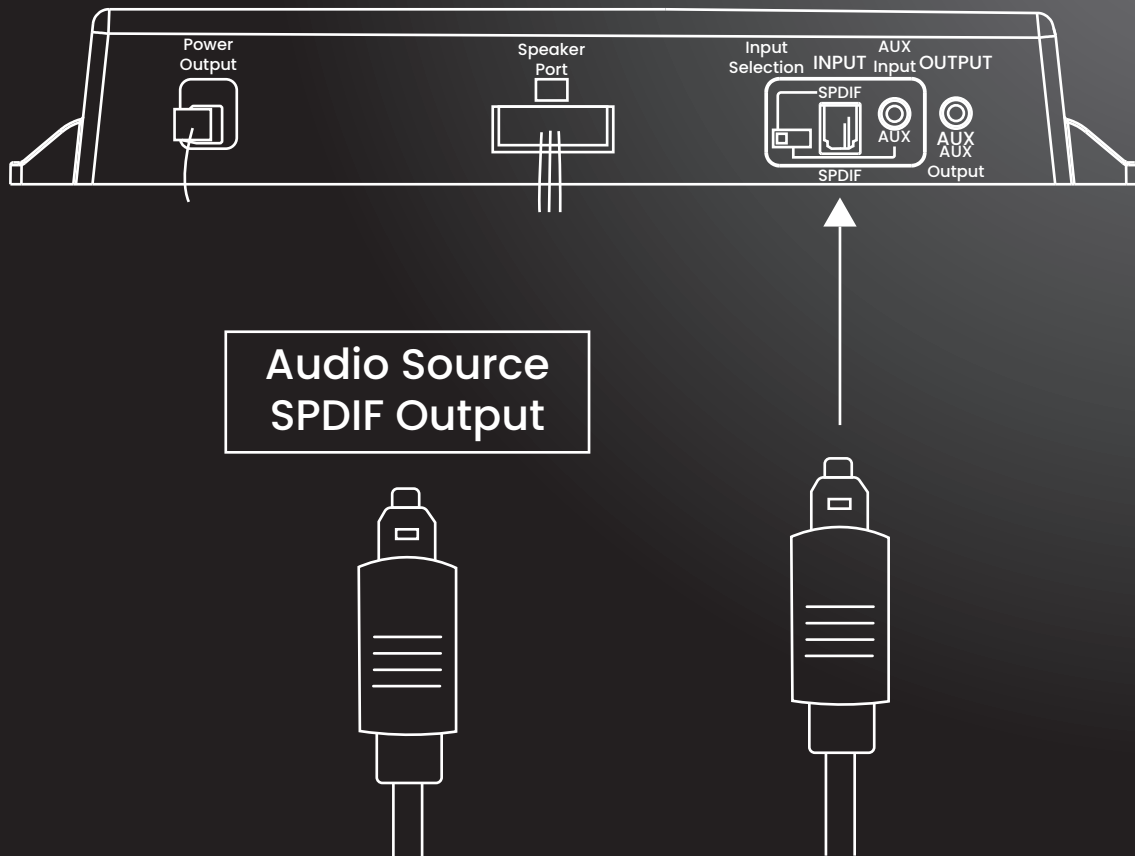 Power
Output
Speaker
Port
Input
Selection
INPUT
AUX
Input
OUTPUT
SPDIF
AUX
SPDIF
AUX
AUX
Output
Audio Source
SPDIF Output